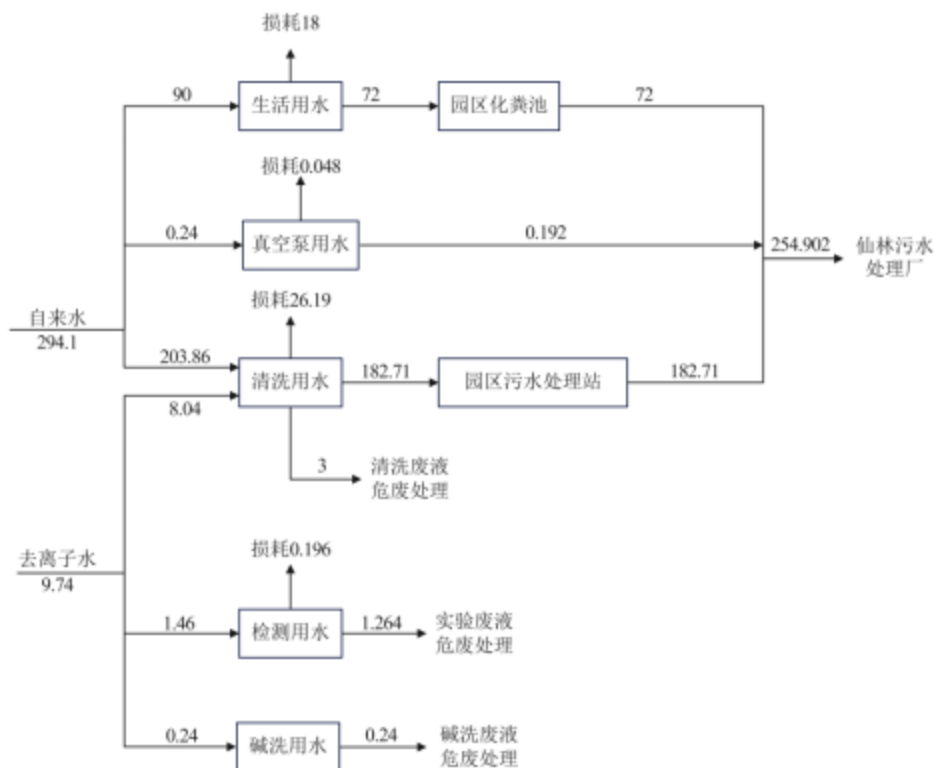 损耗18
90
生活用水
72
园区化粪池
72
损耗0.048
0.24
真空泵用水
0.192
254.902
仙林污水
处理厂
自来水
294.1
损耗26.19
203.86
清洗用水
182.71
园区污水处理站
182.71
8.04
3
清洗废液
危废处理
去离子水
9.74
损耗0.196
1.46
检测用水
1.264
实验废液
危废处理
0.24
碱洗用水
0.24
碱洗废液
危废处理